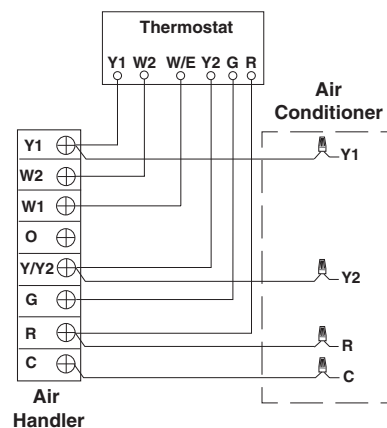 Thermostat
Y1 W2 W/E Y2 G R
Air
Conditioner
Y1
W2
W1
O
Y/Y2
G
R
C
Y1
Y2
R
C
Air
Handler